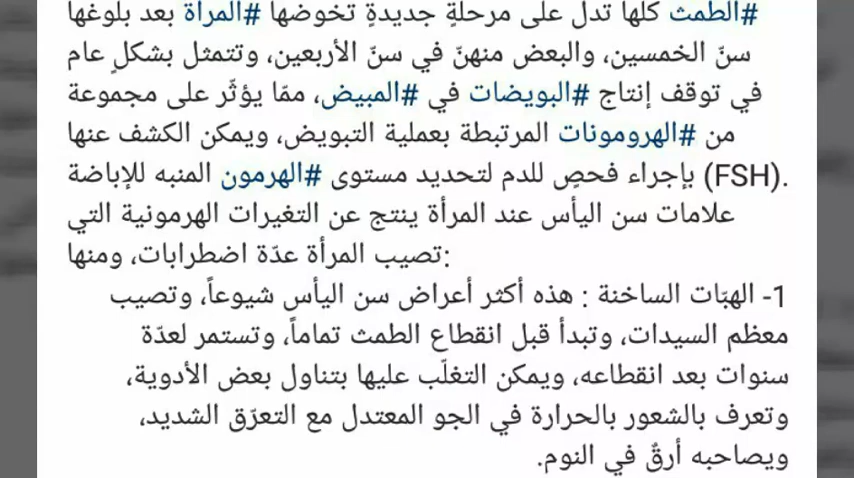 #الطمث كلها تدل على مرحلةٍ جديدةٍ تخوضها #المرأة بعد بلوغها
سنّ الخمسين، والبعض منهنّ في سنّ الأربعين، وتتمثل بشكلٍ عام
في توقف إنتاج #البويضات في #المبيض، ممّا يؤثّر على مجموعة
من #الهرومونات المرتبطة بعملية التبويض، ويمكن الكشف عنها
بإجراء فحصٍ للدم لتحديد مستوى #الهرمون المنبه للإباضة (FSH).
علامات سن اليأس عند المرأة ينتج عن التغيرات الهرمونية التي
تصيب المرأة عدّة اضطرابات، ومنها:
1- الهبّات الساخنة : هذه أكثر أعراض سن اليأس شيوعاً، وتصيب
معظم السيدات، وتبدأ قبل انقطاع الطمث تماماً، وتستمر لعدّة
سنوات بعد انقطاعه، ويمكن التغلّب عليها بتناول بعض الأدوية،
وتعرف بالشعور بالحرارة في الجو المعتدل مع التعرّق الشديد،
ويصاحبه أرقٌ في النوم.